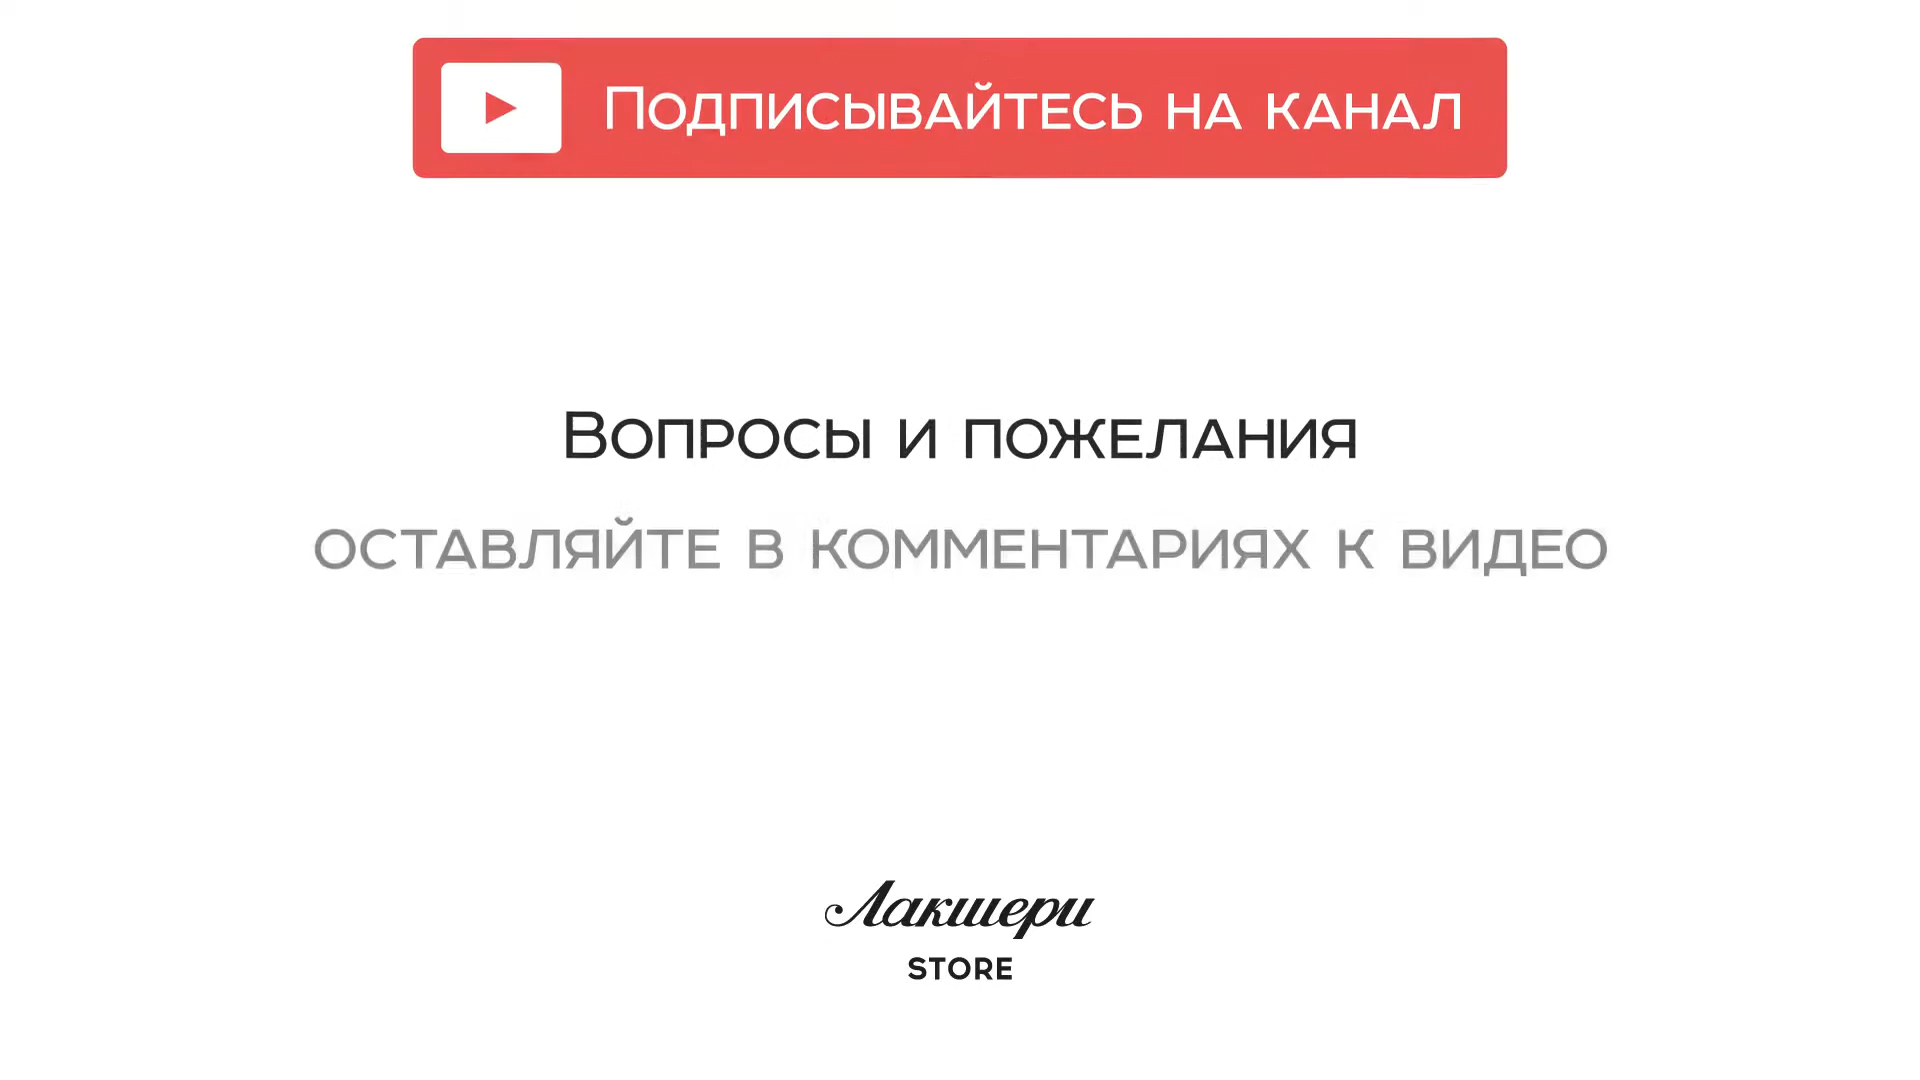 Подписывайтесь на канал
Вопросы и пожелания
оставляйте в комментариях к видео
Лакшери
STORE